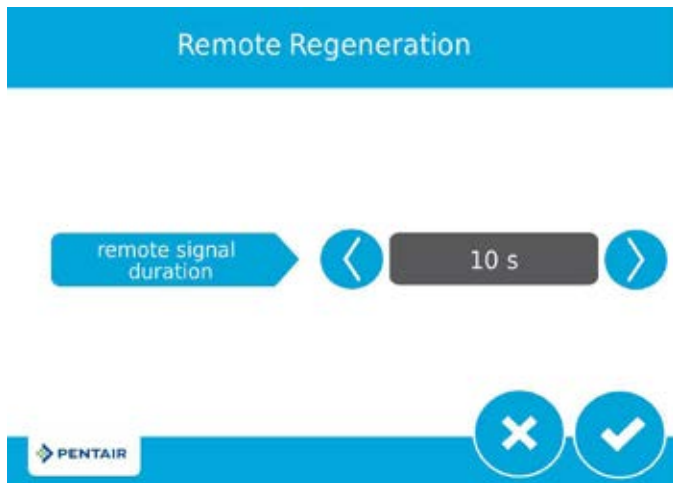 Remote Regeneration
remote signal
duration
10 s
PENTAIR